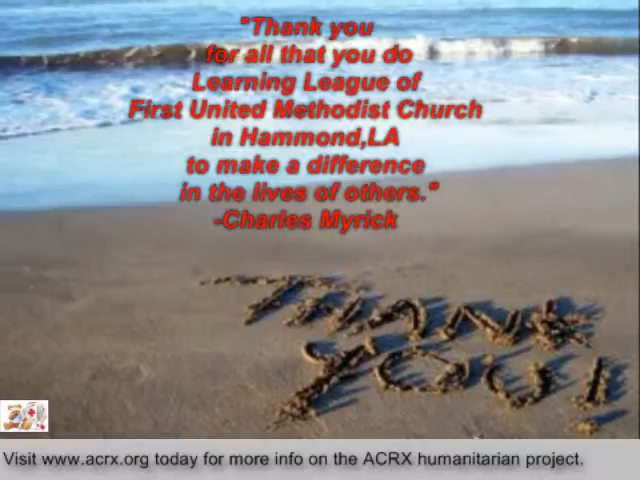 "Thank you
for all that you do
Learning League of
First United Methodist Church
in Hammond,LA
to make a difference
in the lives of others."
-Charles Myrick
THANK
YOU!
Visit www.acrx.org today for more info on the ACRX humanitarian project.